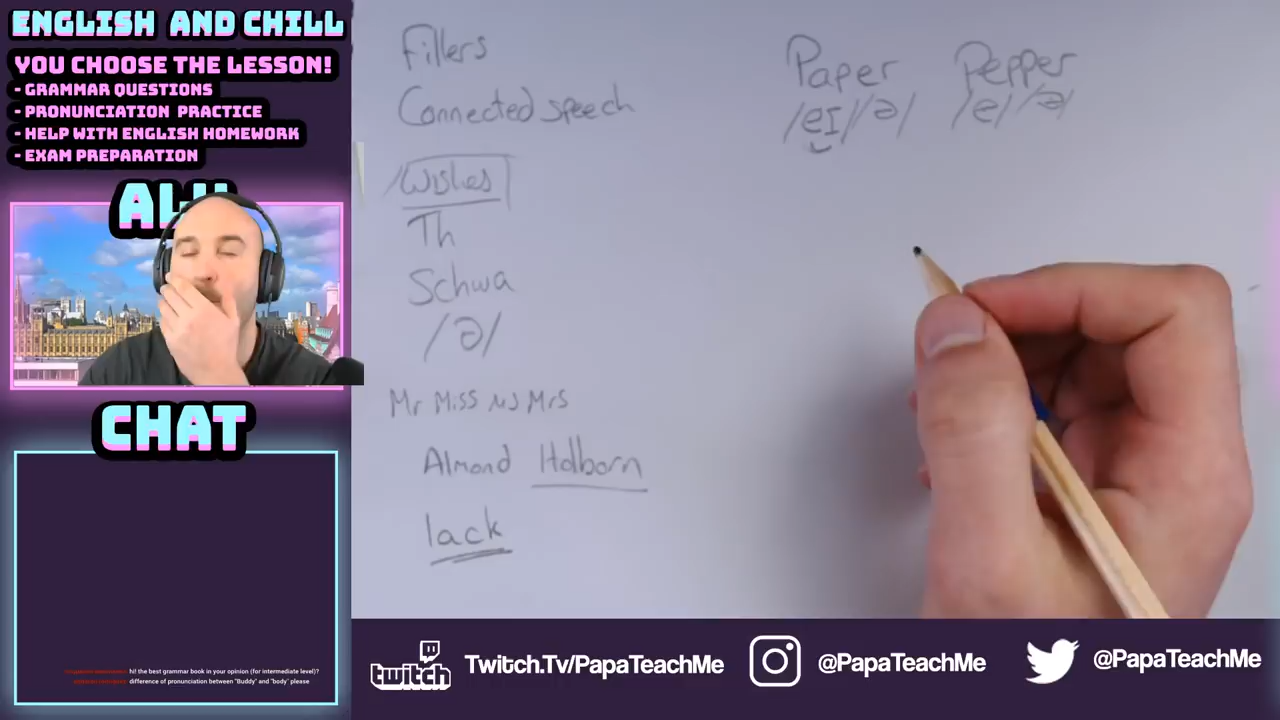 ENGLISH AND CHILL
YOU CHOOSE THE LESSON!
- GRAMMAR QUESTIONS
- PRONUNCIATION PRACTICE
- HELP WITH ENGLISH HOMEWORK
- EXAM PREPARATION
CHAT
hi! the best grammar book in your opinion (for intermediate level)?
difference of pronunciation between "Buddy" and "body" please
Fillers
Connected speech
Wishes
Th
Schwa
/ə/
Mr Miss Ms Mrs
Almond Holborn
lack
Paper Pepper
/eɪ/ /ə/ /e/ /ə/
twitch
Twitch.Tv/PapaTeachMe
@PapaTeachMe
@PapaTeachMe